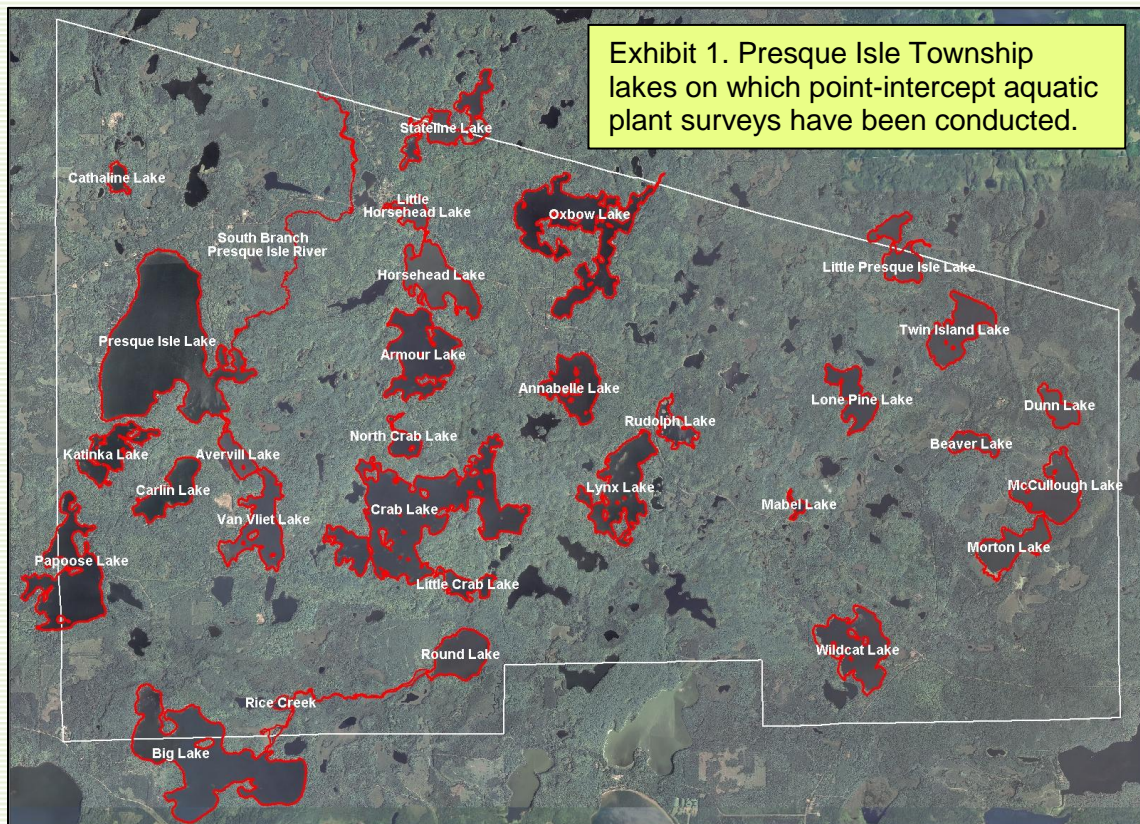 Exhibit 1. Presque Isle Township
lakes on which point-intercept aquatic
plant surveys have been conducted.
Stateline Lake
Cathaline Lake
Little
Horsehead Lake
Oxbow Lake
South Branch
Presque Isle River
Horsehead Lake
Little Presque Isle Lake
Twin Island Lake
Presque Isle Lake
Armour Lake
Annabelle Lake
Lone Pine Lake
Dunn Lake
Rudolph Lake
North Crab Lake
Beaver Lake
Katinka Lake
Avervill Lake
Carlin Lake
Lynx Lake
McCullough Lake
Mabel Lake
Crab Lake
Van Vliet Lake
Morton Lake
Papoose Lake
Little Crab Lake
Wildcat Lake
Round Lake
Rice Creek
Big Lake